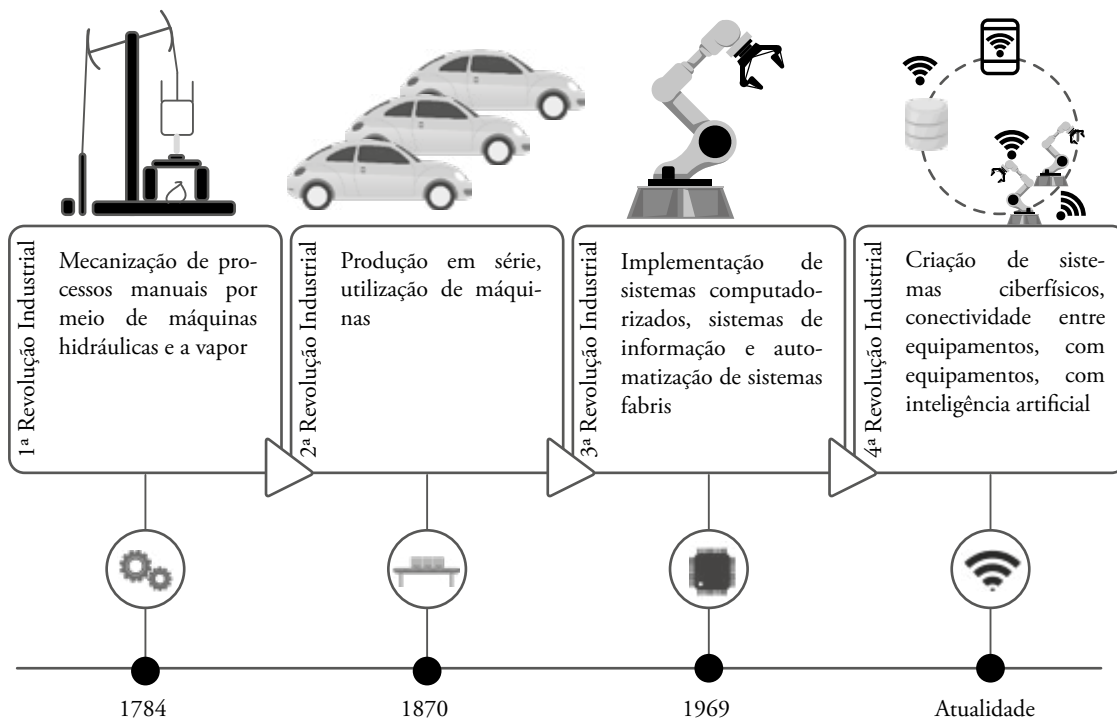 1ª Revolução Industrial
Mecanização de pro-
cessos manuais por
meio de máquinas
hidráulicas e a vapor
2ª Revolução Industrial
Produção em série,
utilização de máqui-
nas
3ª Revolução Industrial
Implementação de
sistemas computado-
rizados, sistemas de
informação e auto-
matização de sistemas
fabris
4ª Revolução Industrial
Criação de siste-
mas ciberfísicos,
conectividade entre
equipamentos, com
equipamentos, com
inteligência artificial
1784
1870
1969
Atualidade